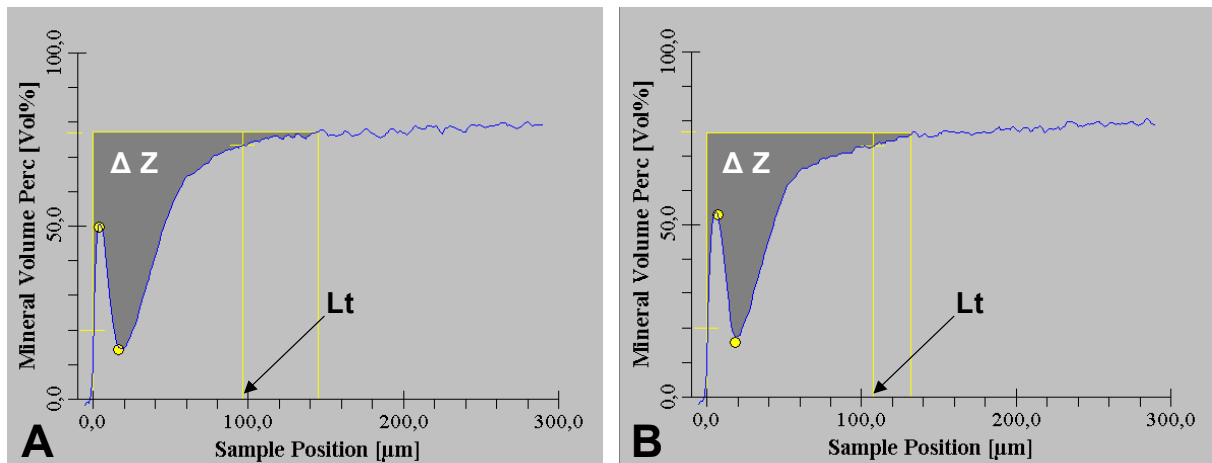 100,0
50,0
0,0
Mineral Volume Perc [Vol%]
Δ Z
Lt
0,0
100,0
200,0
300,0
Sample Position [µm]
A
100,0
50,0
0,0
Mineral Volume Perc [Vol%]
Δ Z
Lt
0,0
100,0
200,0
300,0
Sample Position [µm]
B